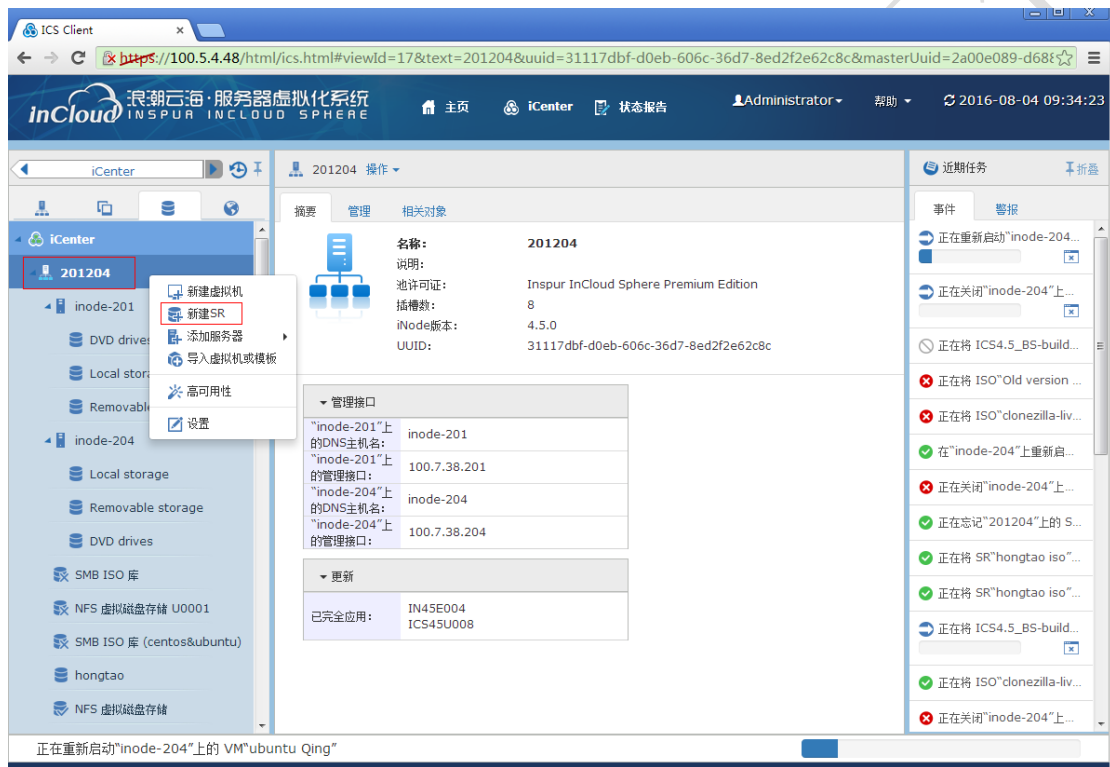 ICS Client
https://100.5.4.48/html/ics.html#viewId=17&text=201204&uuid=31117dbf-d0eb-606c-36d7-8ed2f2e62c8c&masterUuid=2a00e089-d688
inCloud 浪潮云海·服务器虚拟化系统
INSPUR INCLOUD SPHERE
主页 iCenter 状态报告 Administrator 帮助 2016-08-04 09:34:23
iCenter
iCenter
201204
inode-201
DVD drives
Local stor
Removabl
inode-204
Local storage
Removable storage
DVD drives
SMB ISO 库
NFS 虚拟磁盘存储 U0001
SMB ISO 库 (centos&ubuntu)
hongtao
NFS 虚拟磁盘存储
新建虚拟机
新建SR
添加服务器
导入虚拟机或模板
高可用性
设置
201204 操作
摘要 管理 相关对象
名称: 201204
说明:
池许可证: Inspur InCloud Sphere Premium Edition
插槽数: 8
iNode版本: 4.5.0
UUID: 31117dbf-d0eb-606c-36d7-8ed2f2e62c8c
管理接口
“inode-201”上
的DNS主机名: inode-201
“inode-201”上
的管理接口: 100.7.38.201
“inode-204”上
的DNS主机名: inode-204
“inode-204”上
的管理接口: 100.7.38.204
更新
已完全应用: IN45E004
ICS45U008
近期任务 折叠
事件 警报
正在重新启动“inode-204...
正在关闭“inode-204”上...
正在将 ICS4.5_BS-build...
正在将 ISO“Old version ...
正在将 ISO“clonezilla-liv...
在“inode-204”上重新启...
正在关闭“inode-204”上...
正在忘记“201204”上的 S...
正在将 SR“hongtao iso”...
正在将 SR“hongtao iso”...
正在将 ICS4.5_BS-build...
正在将 ISO“clonezilla-liv...
正在关闭“inode-204”上...
正在重新启动“inode-204”上的 VM“ubuntu Qing”